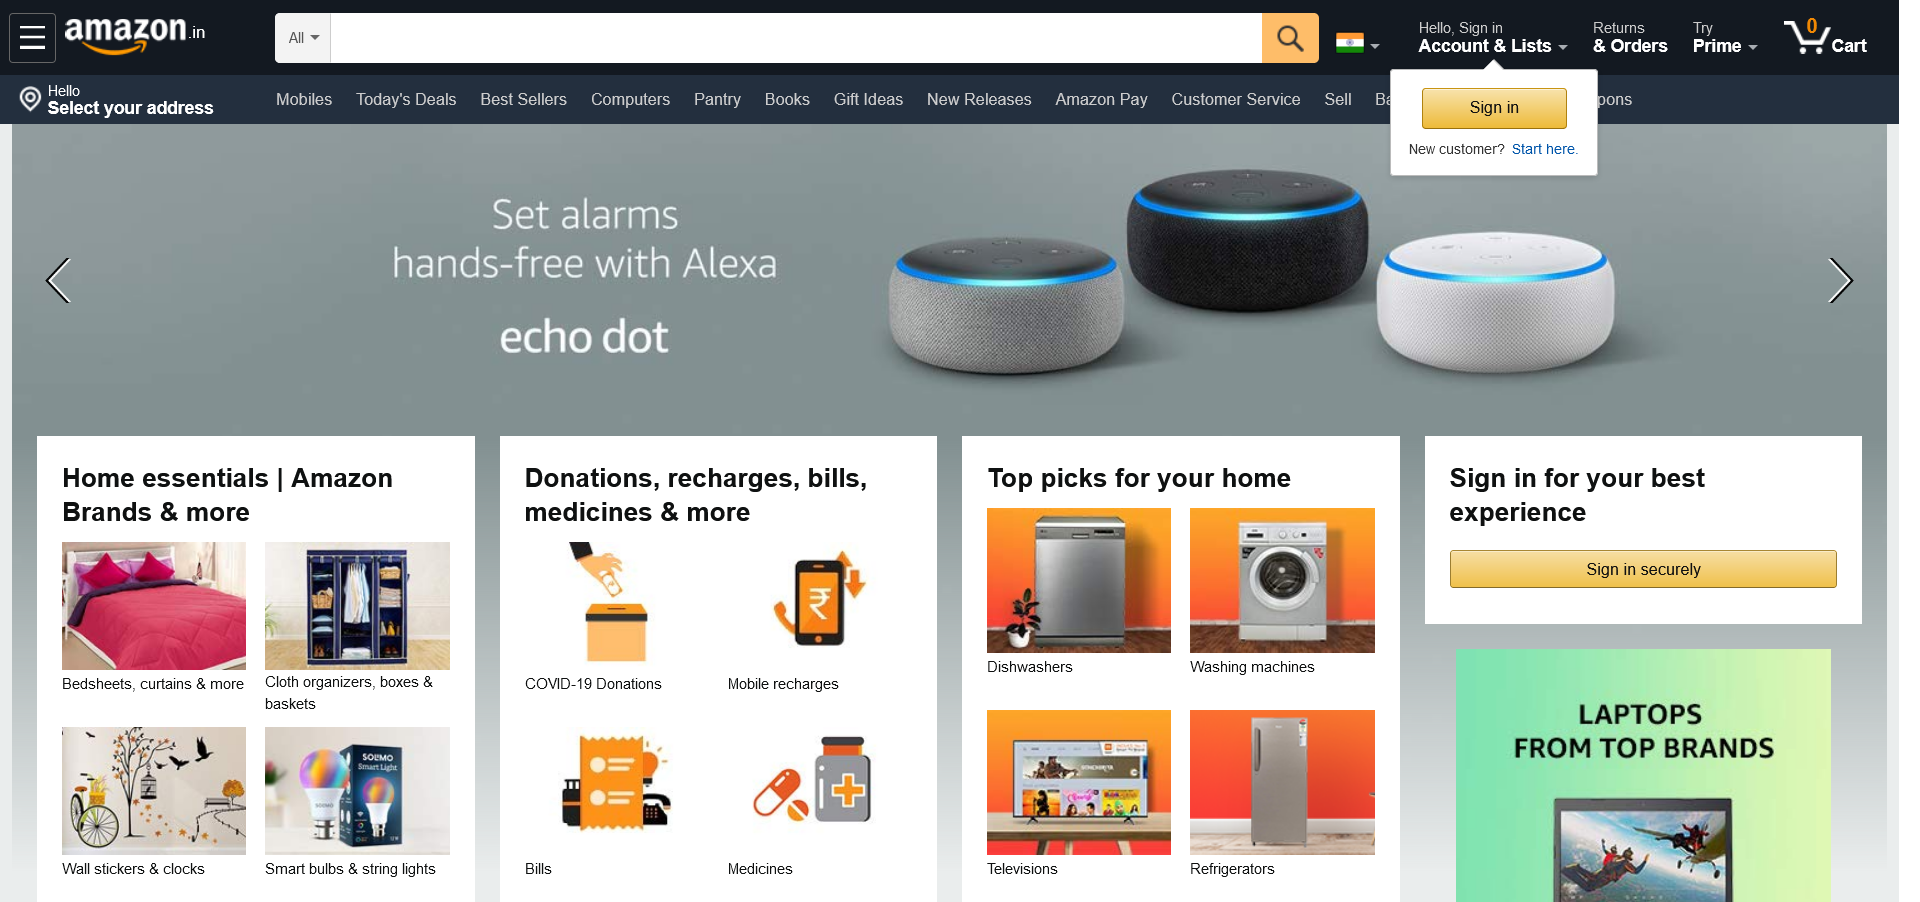 amazon.in
All
Hello, Sign in
Account & Lists
Returns
& Orders
Try
Prime
0
Cart
Hello
Select your address
Mobiles
Today's Deals
Best Sellers
Computers
Pantry
Books
Gift Ideas
New Releases
Amazon Pay
Customer Service
Sell
Ba
pons
Sign in
New customer? Start here.
Set alarms
hands-free with Alexa
echo dot
Home essentials | Amazon
Brands & more
Bedsheets, curtains & more
Cloth organizers, boxes &
baskets
SOLIMO
Smart Light
SOLIMO
Wall stickers & clocks
Smart bulbs & string lights
Donations, recharges, bills,
medicines & more
₹
COVID-19 Donations
Mobile recharges
Bills
Medicines
Top picks for your home
Dishwashers
Washing machines
Televisions
Refrigerators
Sign in for your best
experience
Sign in securely
LAPTOPS
FROM TOP BRANDS